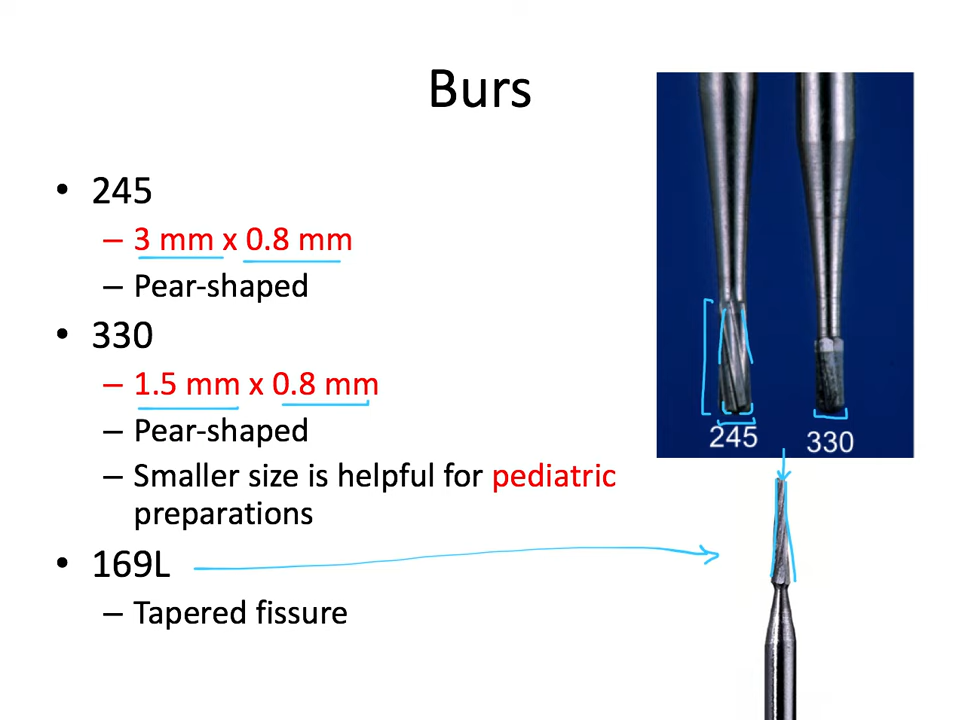 Burs
• 245
– 3 mm x 0.8 mm
– Pear-shaped
• 330
– 1.5 mm x 0.8 mm
– Pear-shaped
– Smaller size is helpful for pediatric
preparations
• 169L
– Tapered fissure
245
330